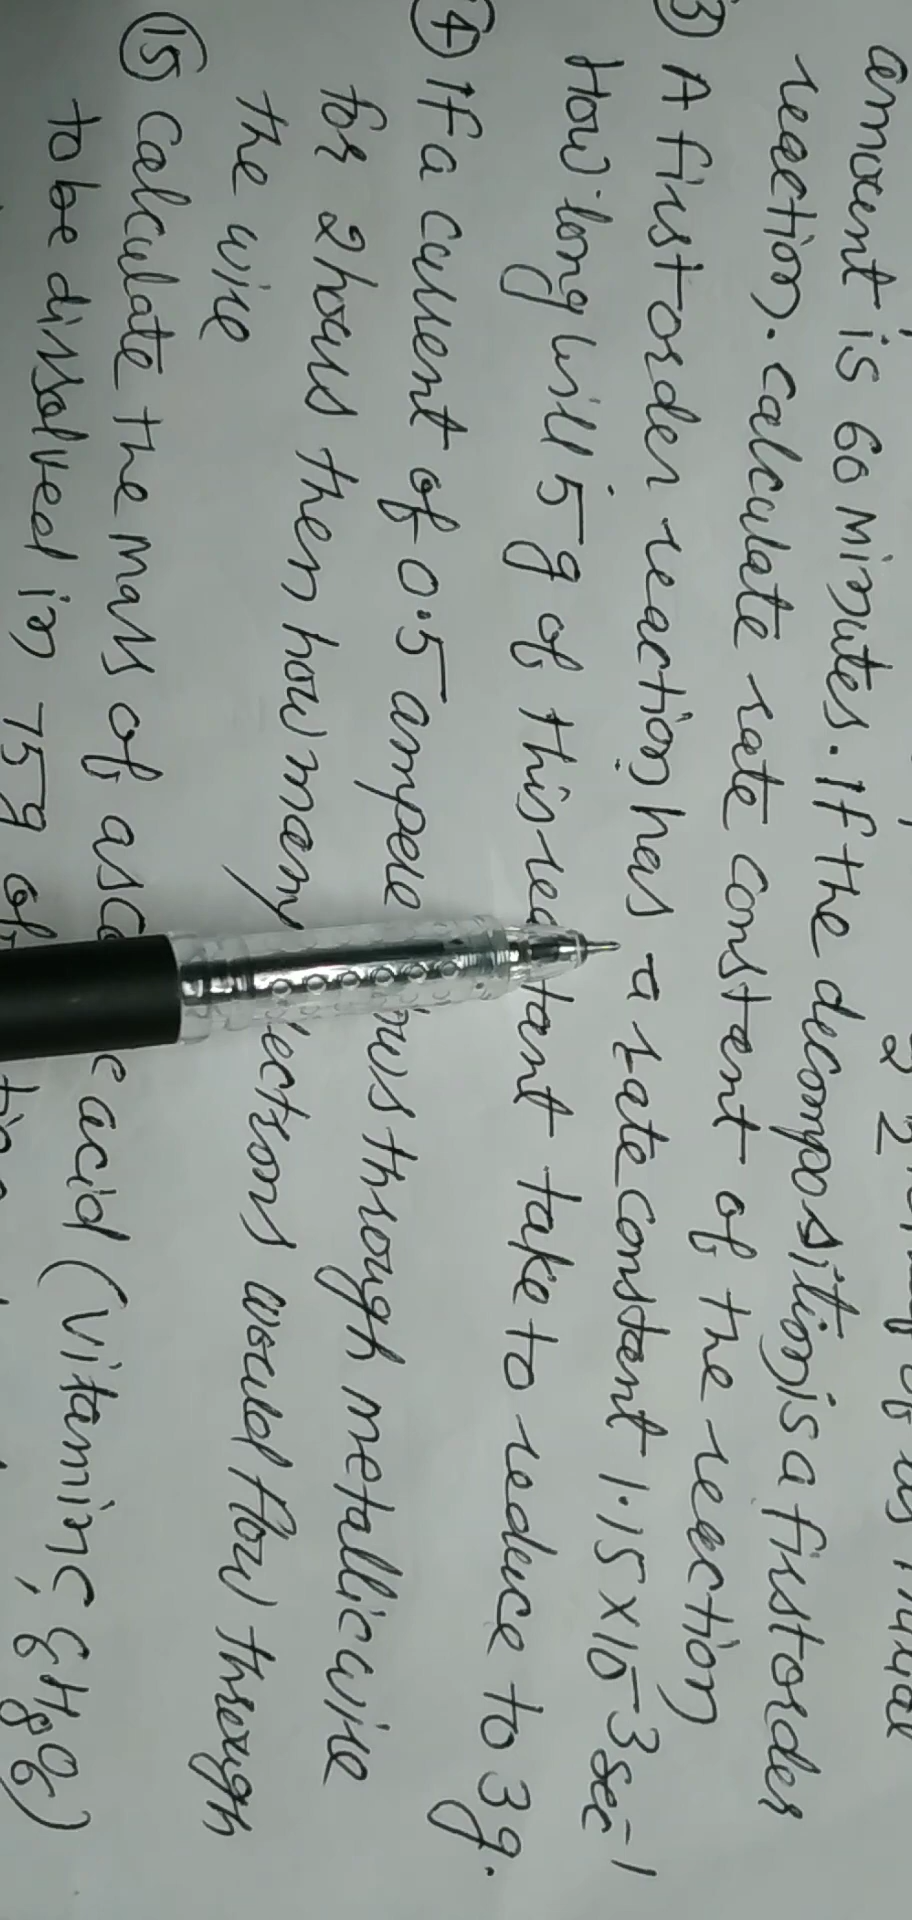 amount is 60 minutes. If the decomposition is a first order
reaction. calculate rate constant of the reaction
3) A first order reaction has a rate constant 1.15 x 10^-3 sec^-1
How long will 5 g of this reactant take to reduce to 3 g.
4) If a current of 0.5 ampere flows through metallic wire
for 2 hours then how many electrons would flow through
the wire
15) Calculate the mass of acid (Vitamin C, C6H8O6)
to be dissolved in 75 g of